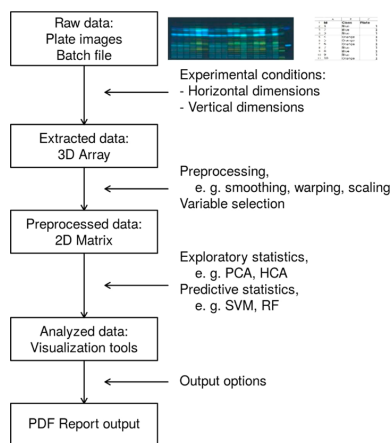 Raw data:
Plate images
Batch file
Experimental conditions:
- Horizontal dimensions
- Vertical dimensions
Extracted data:
3D Array
Preprocessing,
e. g. smoothing, warping, scaling
Variable selection
Preprocessed data:
2D Matrix
Exploratory statistics,
e. g. PCA, HCA
Predictive statistics,
e. g. SVM, RF
Analyzed data:
Visualization tools
Output options
PDF Report output